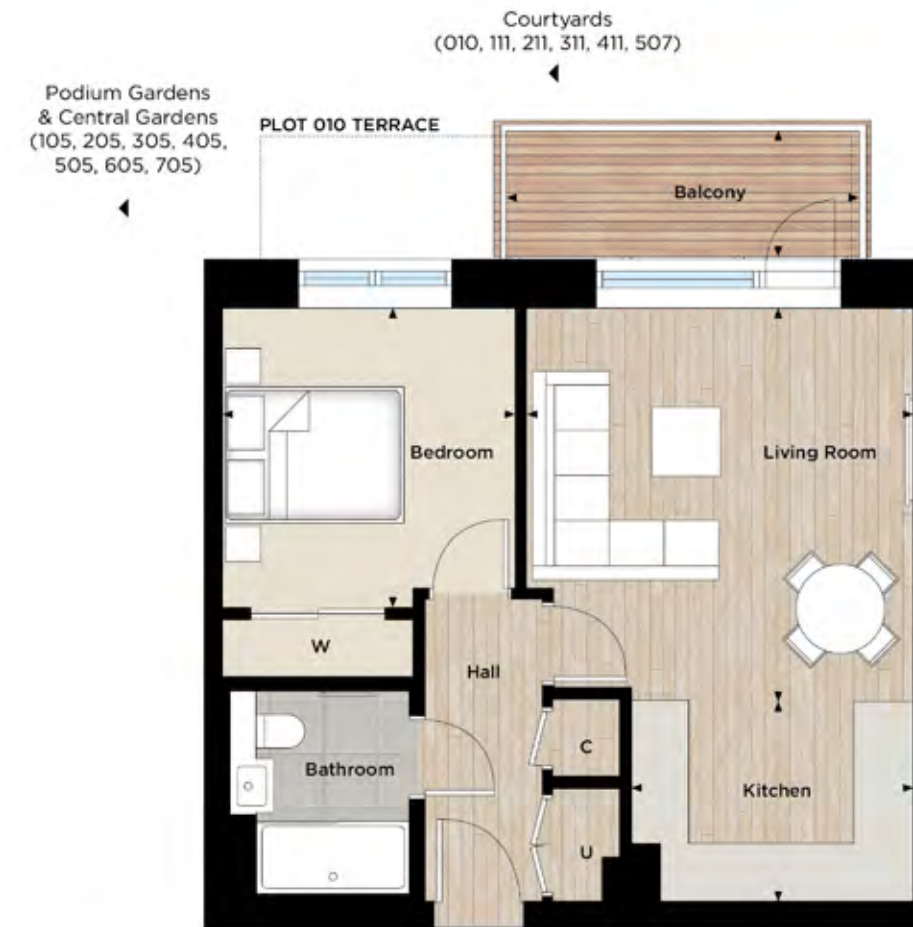 Courtyards
(010, 111, 211, 311, 411, 507)
Podium Gardens
& Central Gardens
(105, 205, 305, 405,
505, 605, 705)
PLOT 010 TERRACE
Balcony
Bedroom
Living Room
W
Hall
C
Bathroom
Kitchen
U